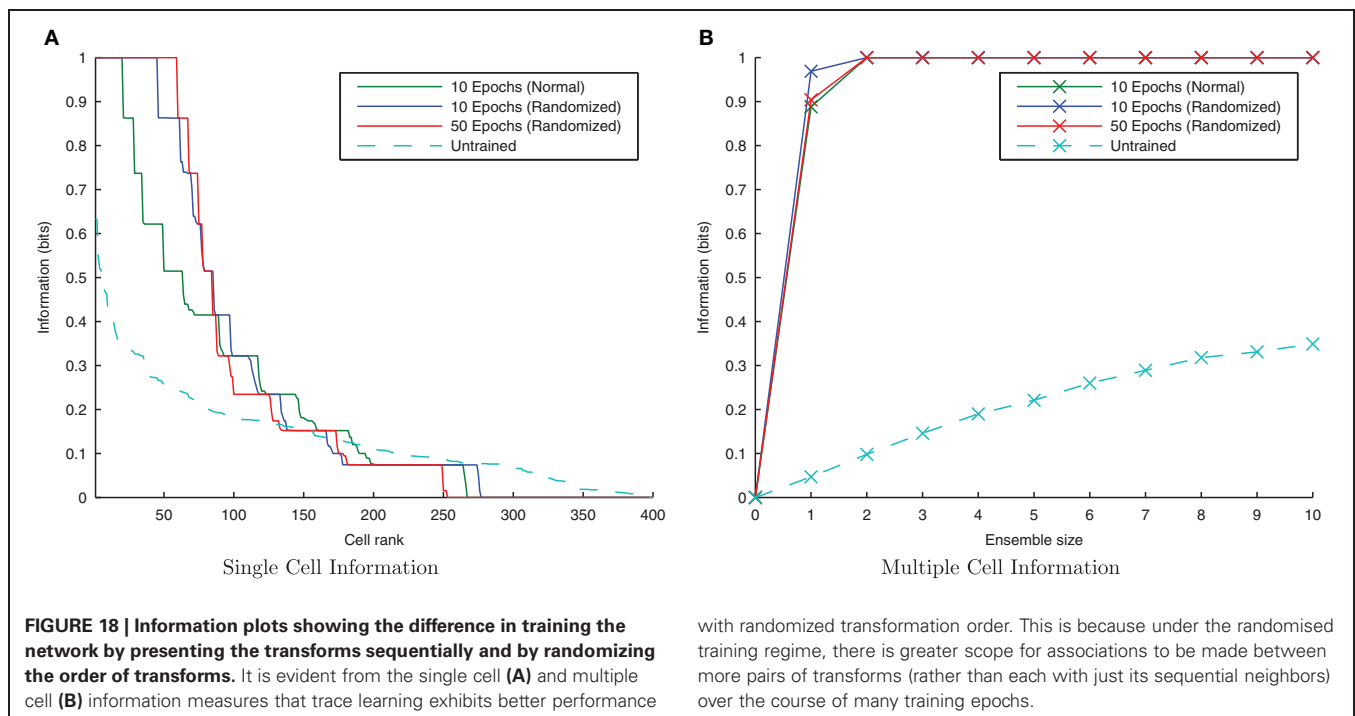 A
1
0.9
0.8
0.7
0.6
0.5
0.4
0.3
0.2
0.1
0
Information (bits)
10 Epochs (Normal)
10 Epochs (Randomized)
50 Epochs (Randomized)
Untrained
50 100 150 200 250 300 350 400
Cell rank
Single Cell Information
B
1
0.9
0.8
0.7
0.6
0.5
0.4
0.3
0.2
0.1
0
Information (bits)
10 Epochs (Normal)
10 Epochs (Randomized)
50 Epochs (Randomized)
Untrained
0 1 2 3 4 5 6 7 8 9 10
Ensemble size
Multiple Cell Information
FIGURE 18 | Information plots showing the difference in training the
network by presenting the transforms sequentially and by randomizing
the order of transforms. It is evident from the single cell (A) and multiple
cell (B) information measures that trace learning exhibits better performance
with randomized transformation order. This is because under the randomised
training regime, there is greater scope for associations to be made between
more pairs of transforms (rather than each with just its sequential neighbors)
over the course of many training epochs.